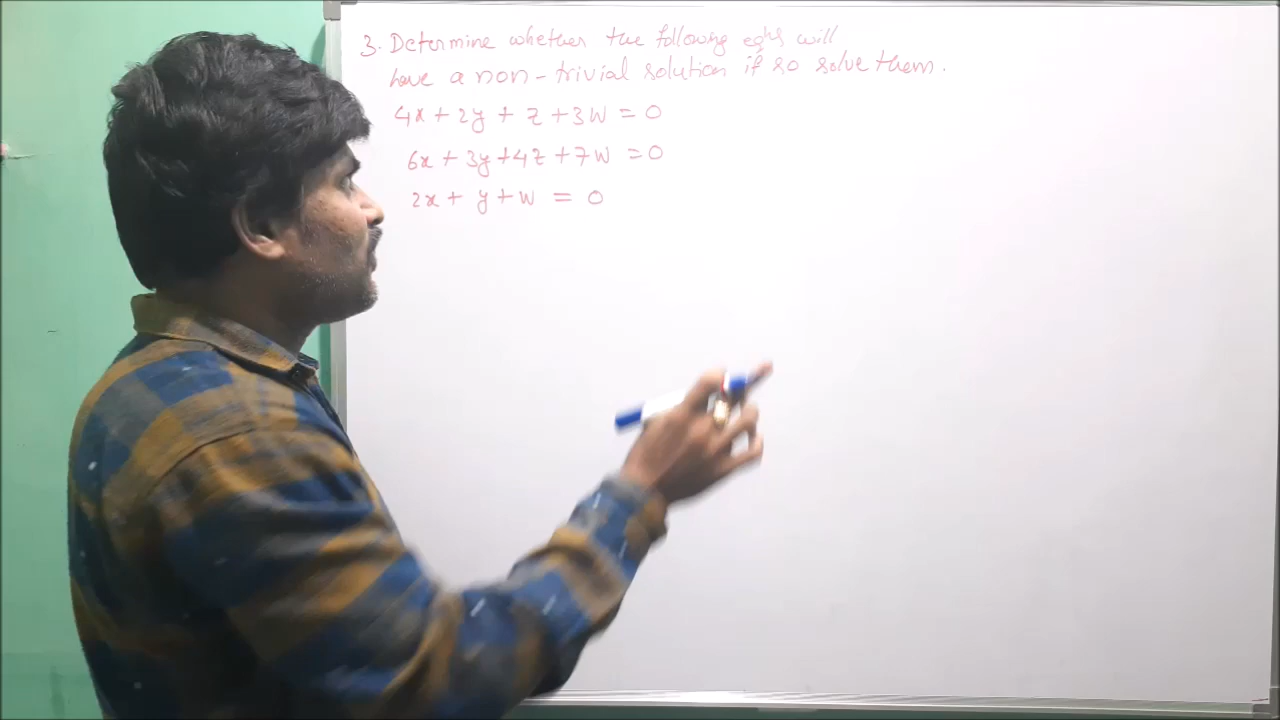 3. Determine whether the following eqns will
have a non-trivial solution if so solve them.
4x + 2y + z + 3w = 0
6x + 3y + 4z + 7w = 0
2x + y + w = 0